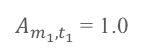 A_{m_1,t_1} = 1.0